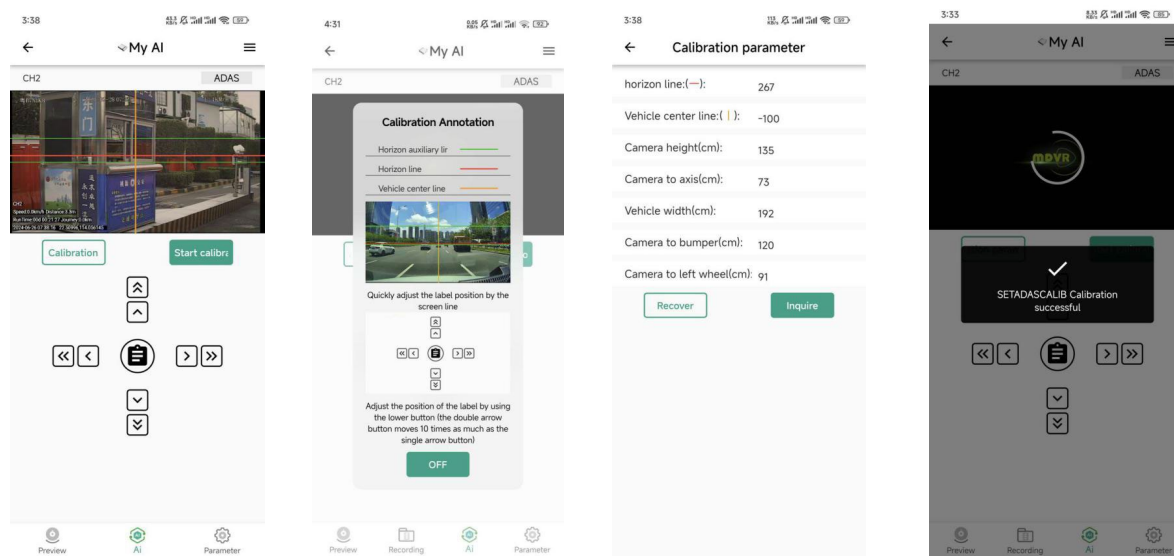 3:38
My AI
CH2
ADAS
东
门
CH2
Calibration
Start calibra
Preview
Ai
Parameter
4:31
My AI
CH2
ADAS
Calibration Annotation
Horizon auxiliary lir
Horizon line
Vehicle center line
Quickly adjust the label position by the
screen line
Adjust the position of the label by using
the lower button (the double arrow
button moves 10 times as much as the
single arrow button)
OFF
Preview
Recording
Ai
Parameter
3:38
Calibration parameter
horizon line:(—): 267
Vehicle center line:( | ): -100
Camera height(cm): 135
Camera to axis(cm): 73
Vehicle width(cm): 192
Camera to bumper(cm): 120
Camera to left wheel(cm): 91
Recover
Inquire
3:33
My AI
CH2
ADAS
MDVR
SETADASCALIB Calibration
successful
Preview
Recording
Ai
Parameter